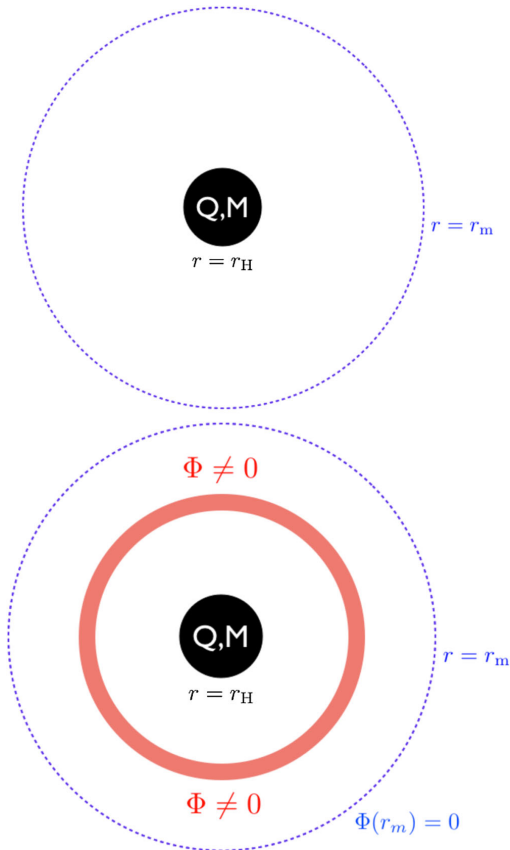 Q,M
r = r_m
r = r_H
Φ ≠ 0
Q,M
r = r_m
r = r_H
Φ ≠ 0
Φ(r_m) = 0